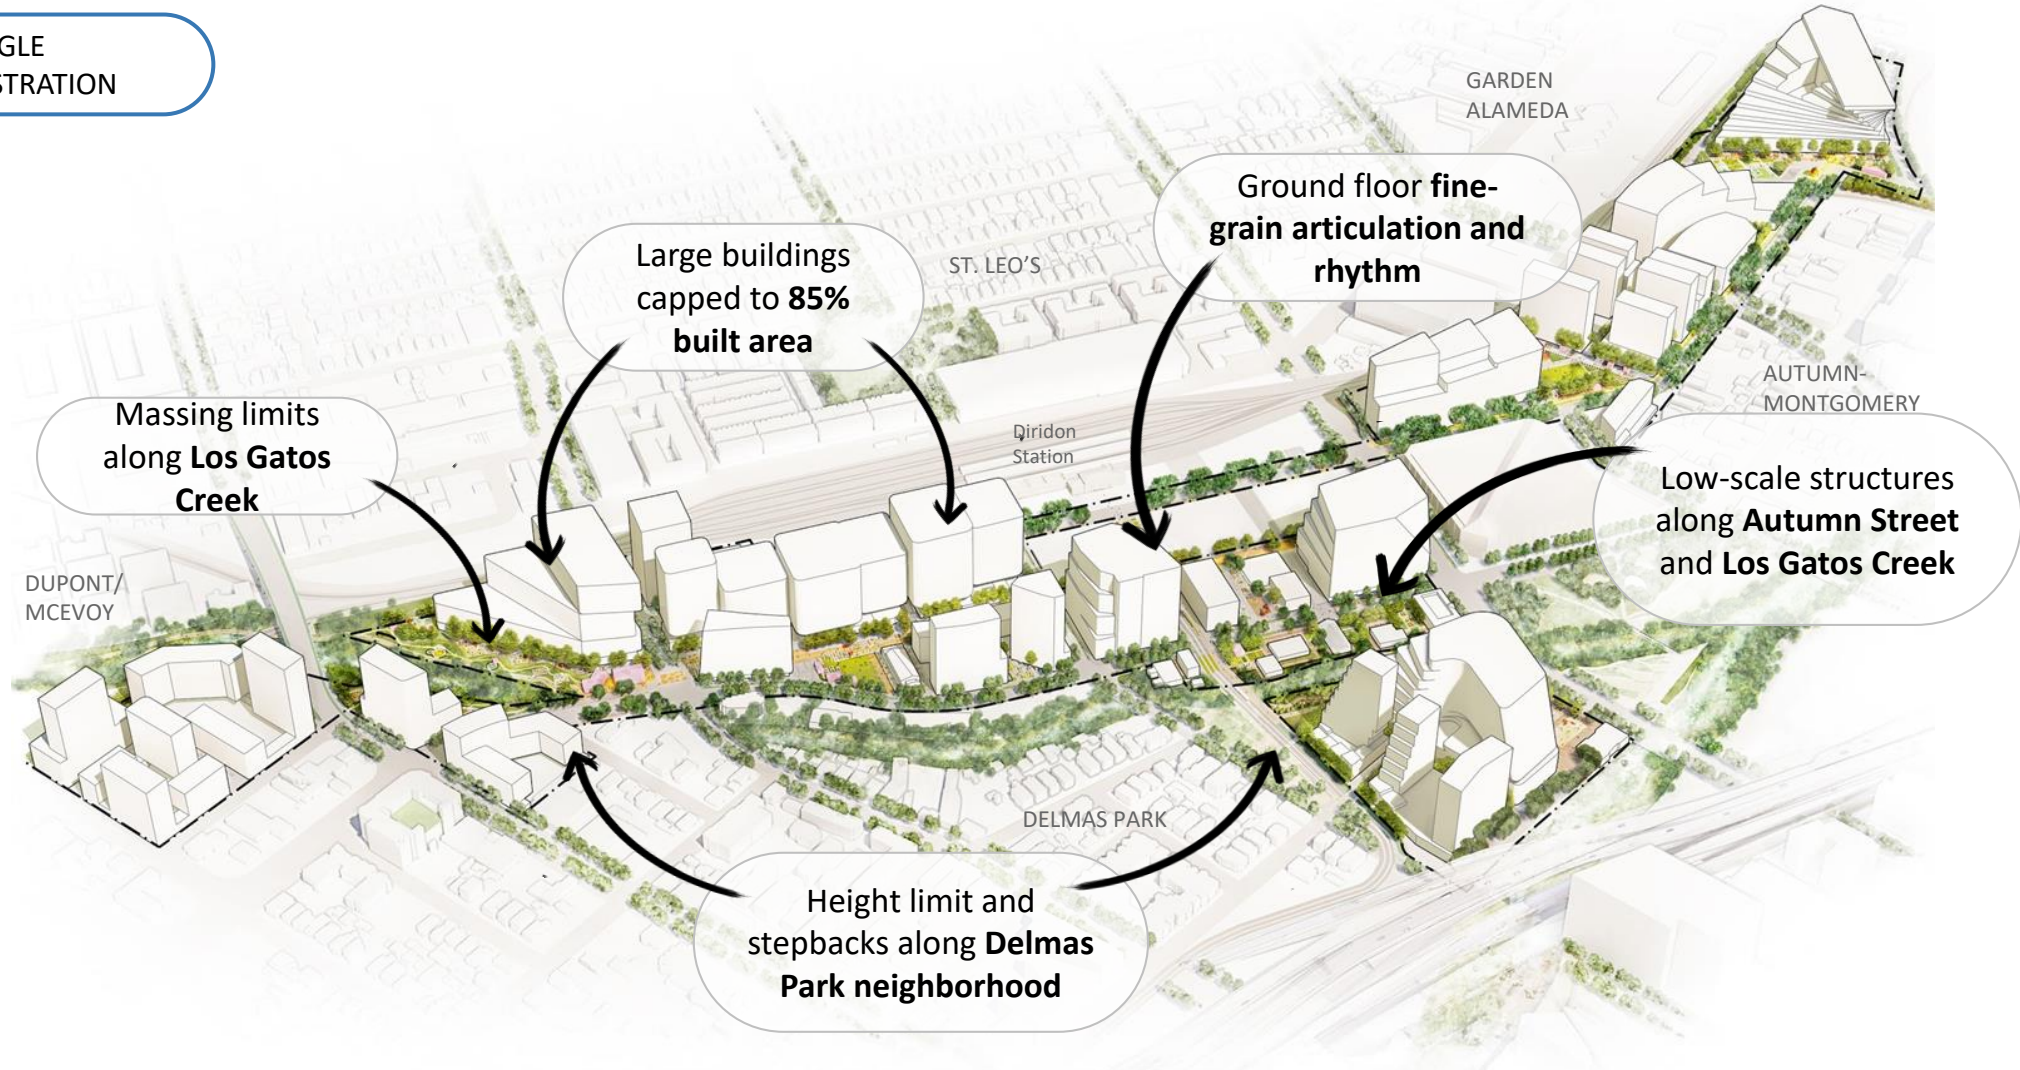 GLE
STRATION
GARDEN
ALAMEDA
Ground floor fine-
grain articulation and
rhythm
Large buildings
capped to 85%
built area
ST. LEO'S
AUTUMN-
MONTGOMERY
Massing limits
along Los Gatos
Creek
Diridon
Station
Low-scale structures
along Autumn Street
and Los Gatos Creek
DUPONT/
MCEVOY
DELMAS PARK
Height limit and
stepbacks along Delmas
Park neighborhood